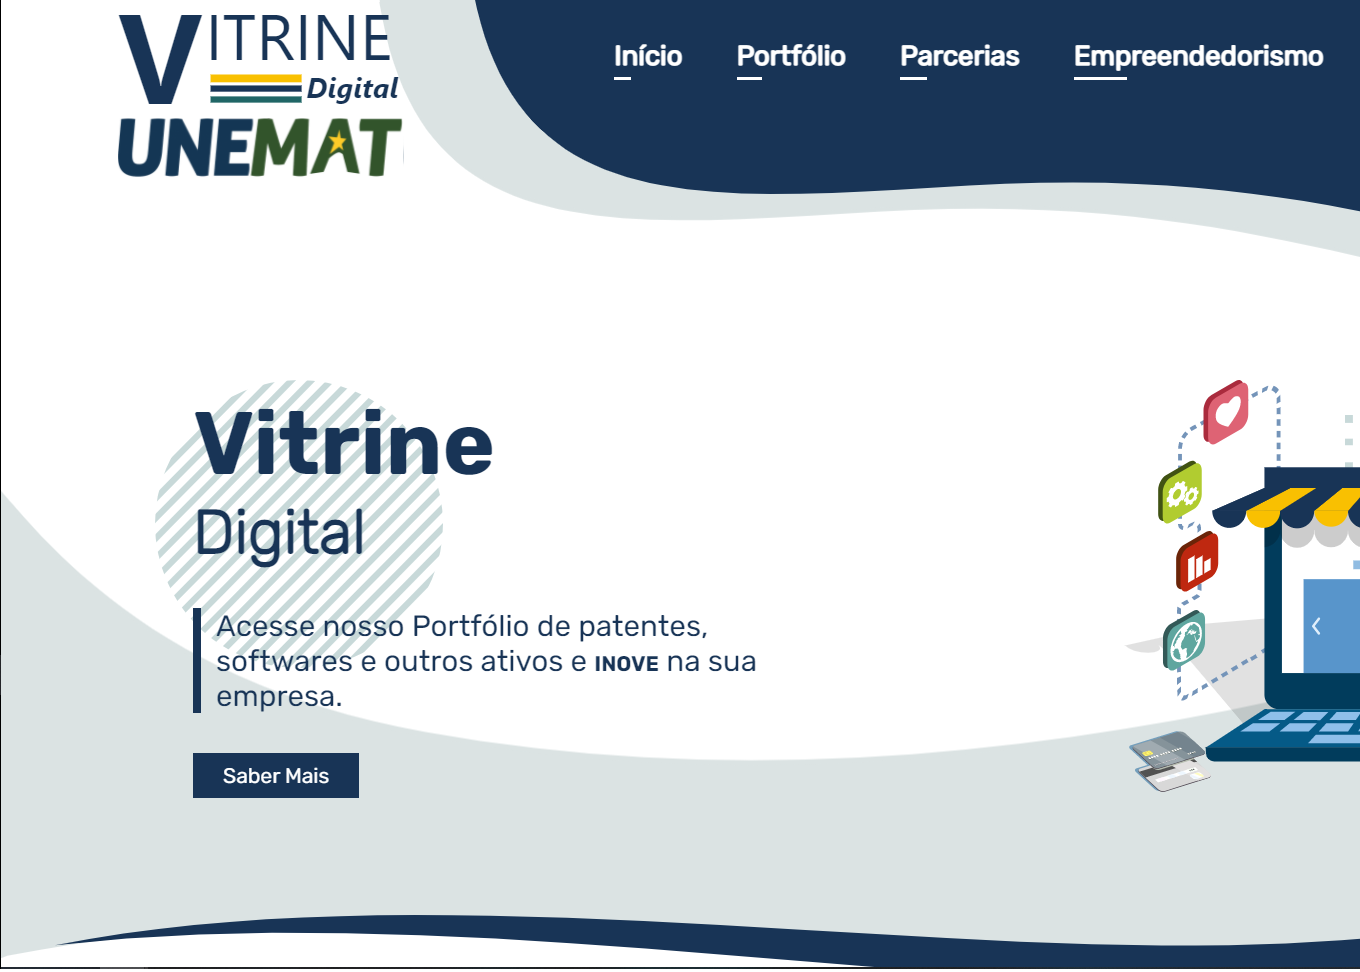 VITRINE
Digital
UNEMAT
Início Portfólio Parcerias Empreendedorismo
Vitrine
Digital
Acesse nosso Portfólio de patentes,
softwares e outros ativos e INOVE na sua
empresa.
Saber Mais